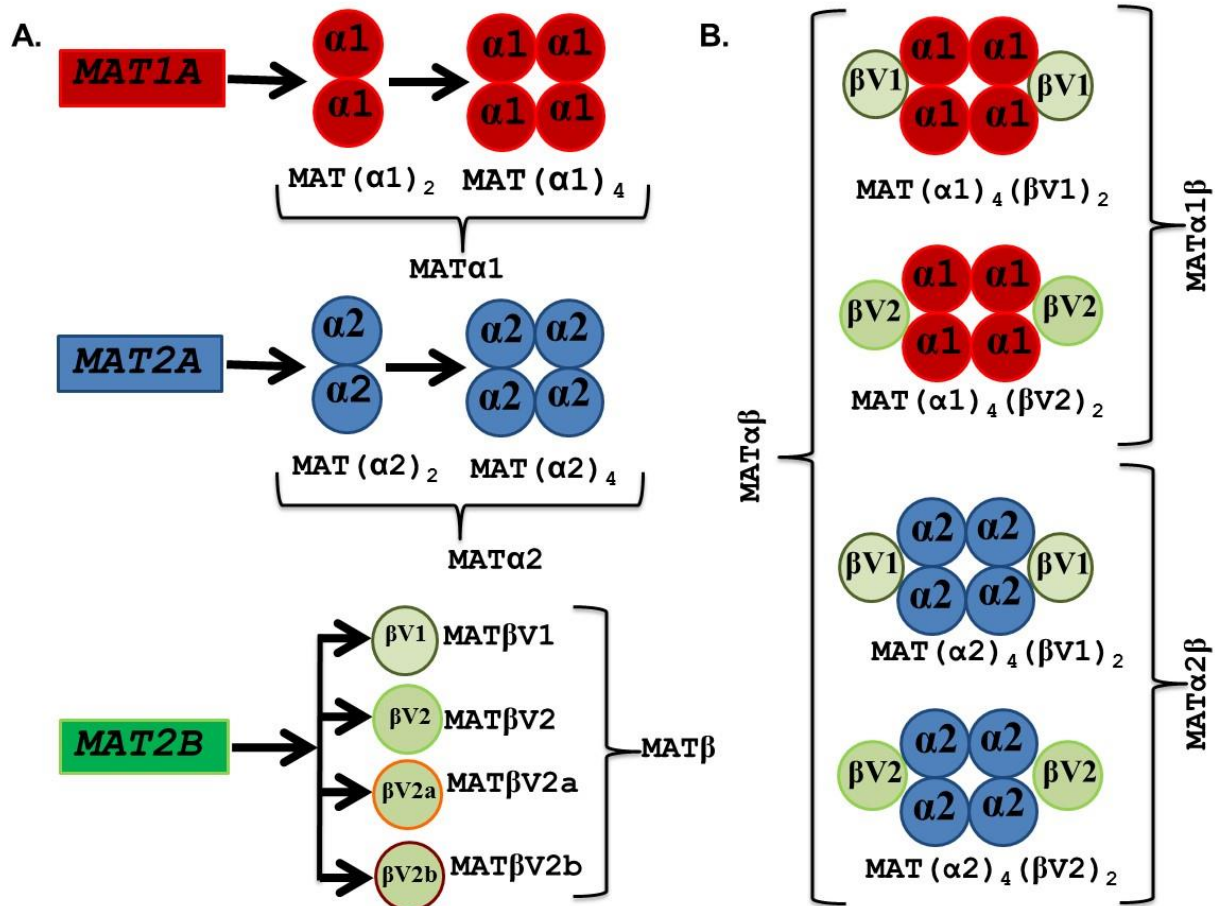 A.
MAT1A
α1
α1
α1 α1
α1 α1
MAT(α1)₂ MAT(α1)₄
MATα1
MAT2A
α2
α2
α2 α2
α2 α2
MAT(α2)₂ MAT(α2)₄
MATα2
MAT2B
βV1 MATβV1
βV2 MATβV2
βV2a MATβV2a
βV2b MATβV2b
MATβ
B.
MATαβ
α1 α1
βV1 βV1
α1 α1
MAT(α1)₄(βV1)₂
α1 α1
βV2 βV2
α1 α1
MAT(α1)₄(βV2)₂
MATα1β
α2 α2
βV1 βV1
α2 α2
MAT(α2)₄(βV1)₂
α2 α2
βV2 βV2
α2 α2
MAT(α2)₄(βV2)₂
MATα2β